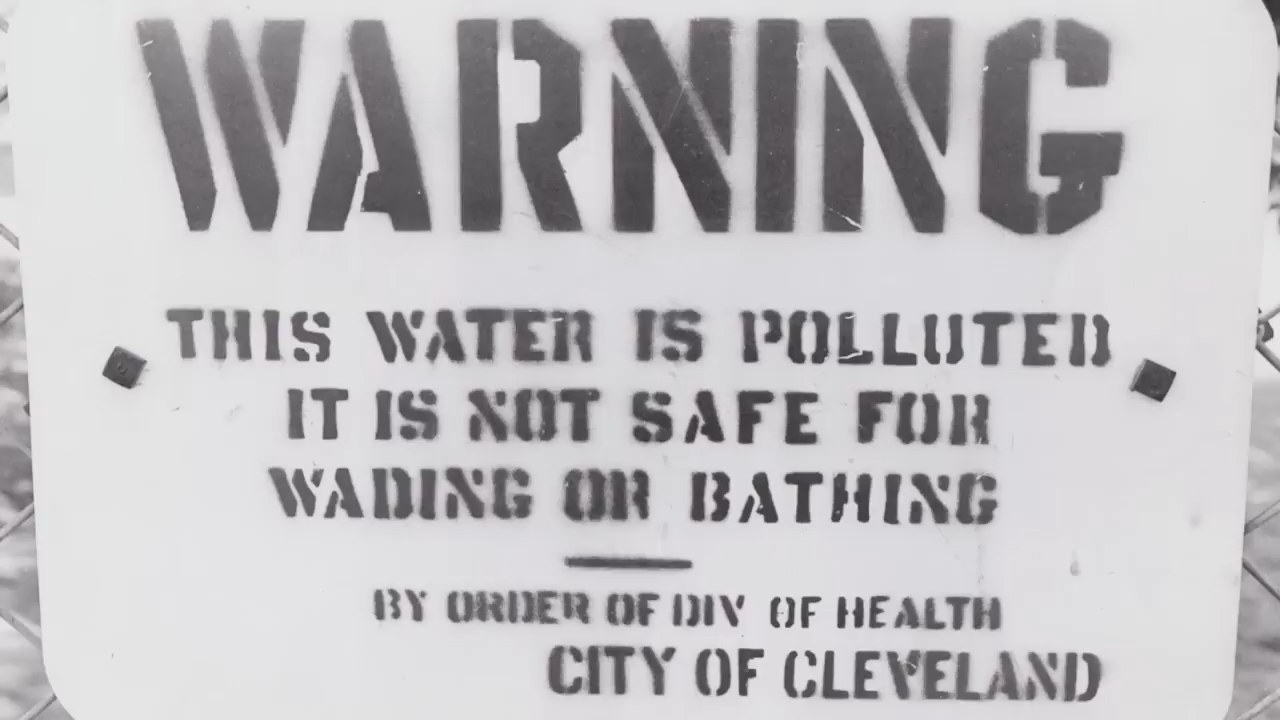 WARNING
THIS WATER IS POLLUTED
IT IS NOT SAFE FOR
WADING OR BATHING
BY ORDER OF DIV OF HEALTH
CITY OF CLEVELAND